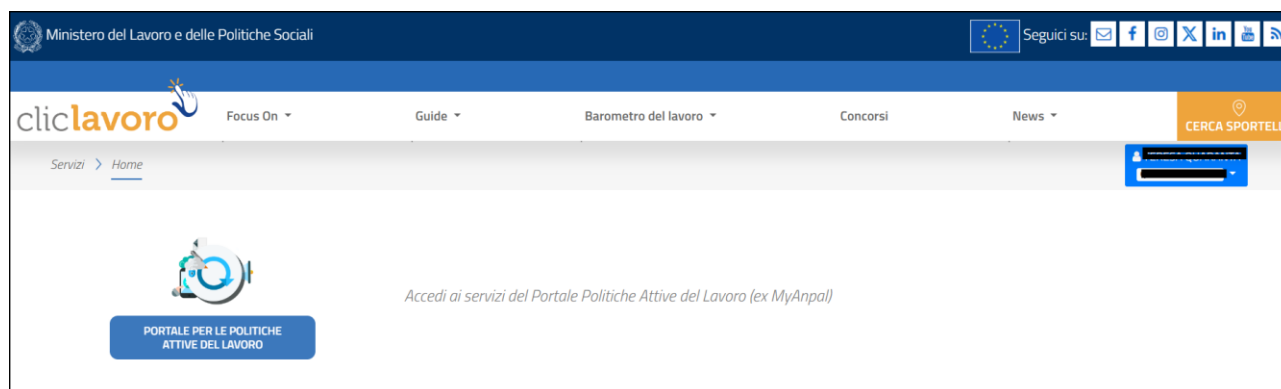 Ministero del Lavoro e delle Politiche Sociali
Seguici su:
cliclavoro
Focus On
Guide
Barometro del lavoro
Concorsi
News
CERCA SPORTELL
Servizi > Home
Accedi ai servizi del Portale Politiche Attive del Lavoro (ex MyAnpal)
PORTALE PER LE POLITICHE
ATTIVE DEL LAVORO